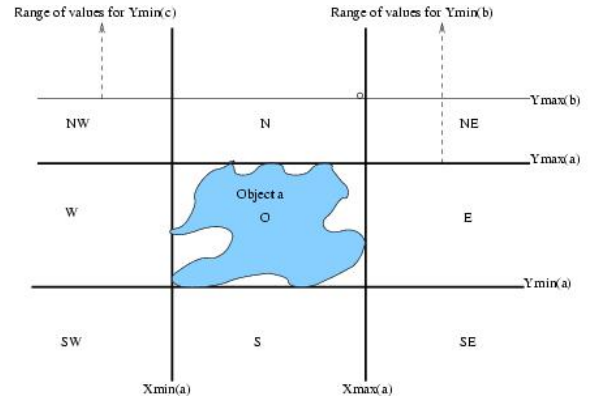 Range of values for Ymin(c)
Range of values for Ymin(b)
Ymax(b)
NW
N
NE
Ymax(a)
Object a
W
O
E
Ymin(a)
SW
S
SE
Xmin(a)
Xmax(a)